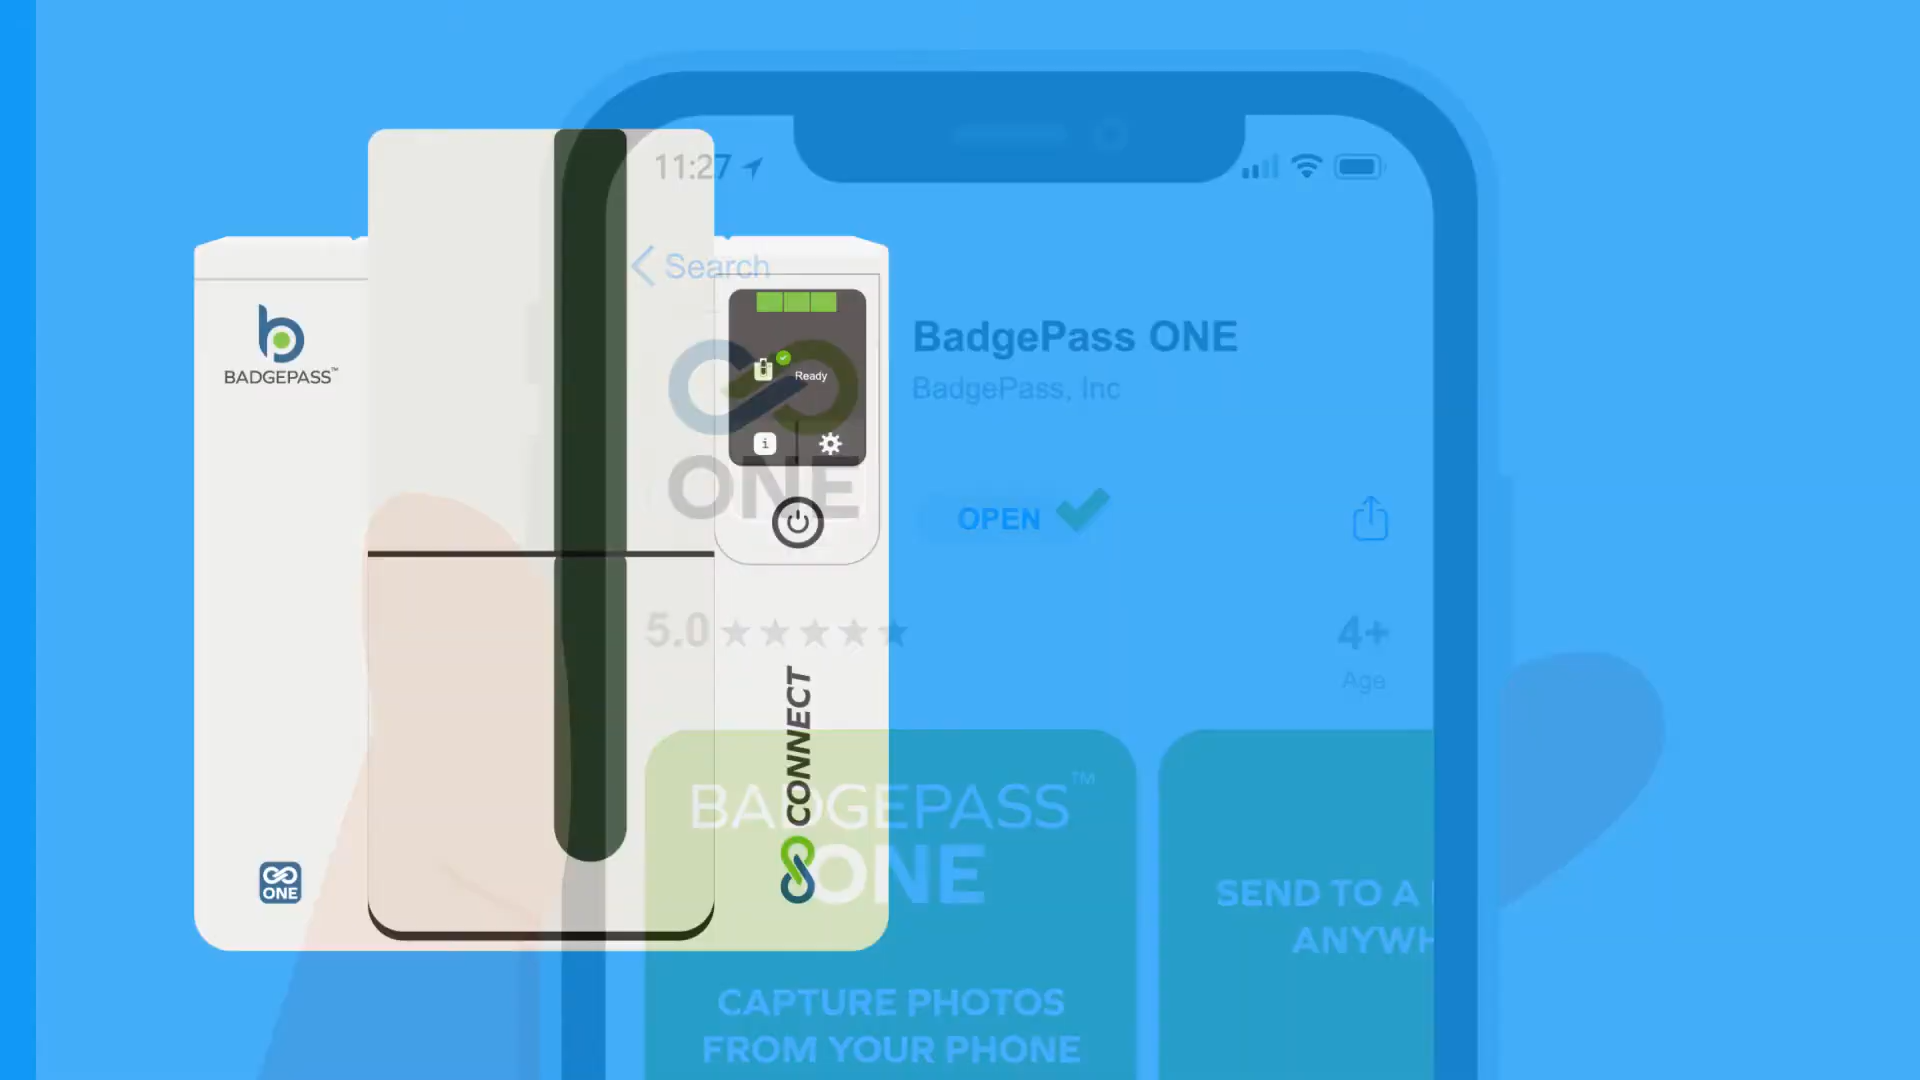 11:27
Search
BADGEPASS™
Ready
i
ONE
BadgePass ONE
BadgePass, Inc
OPEN
5.0
4+
Age
CONNECT
ONE
BADGEPASS™
ONE
CAPTURE PHOTOS
FROM YOUR PHONE
SEND TO A
ANYWH